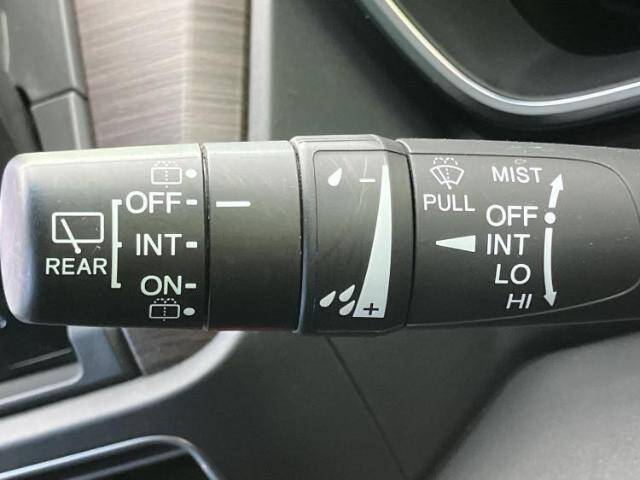 REAR
OFF
INT
ON
−
+
PULL
MIST
OFF
INT
LO
HI